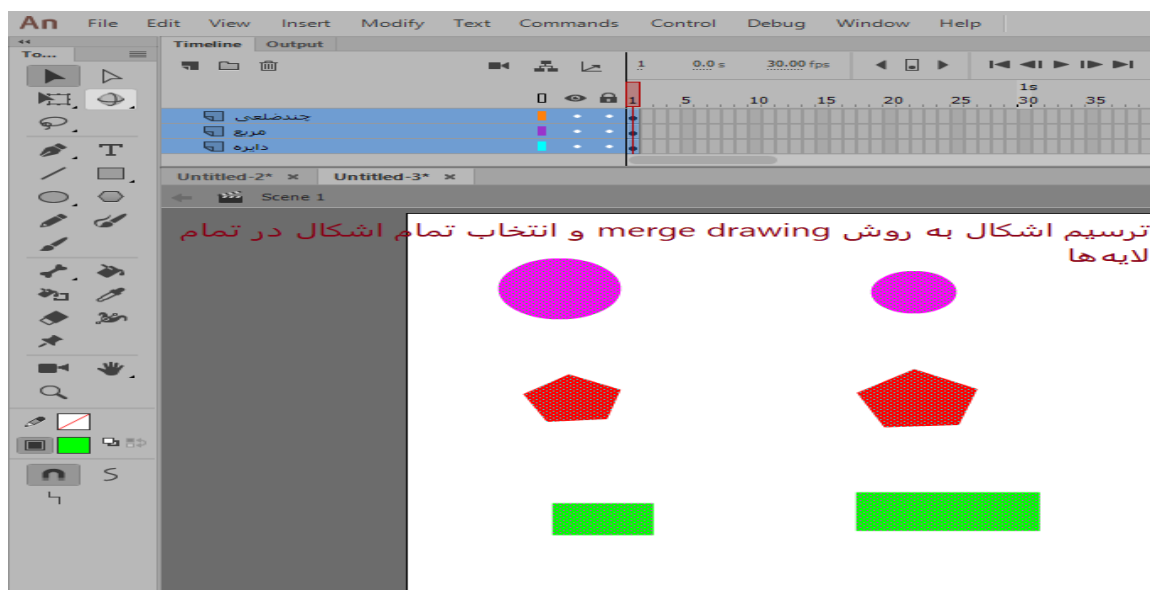 An File Edit View Insert Modify Text Commands Control Debug Window Help
To...
Timeline Output
1 0.0 s 30.00 fps
1s
1 5 10 15 20 25 30 35
چندضلعی
مربع
دایره
Untitled-2* × Untitled-3* ×
Scene 1
ترسیم اشکال به روش merge drawing و انتخاب تمام اشکال در تمام
لایه ها